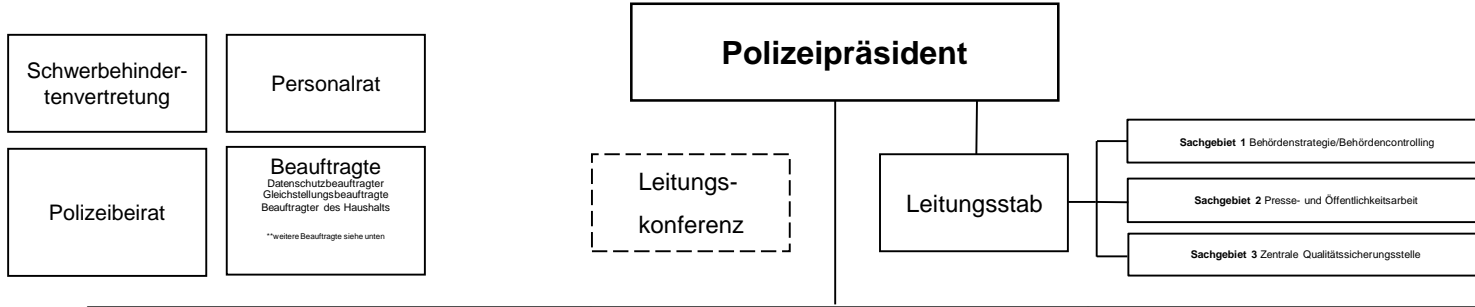 Polizeipräsident
Schwerbehinder-
tenvertretung
Personalrat
Polizeibeirat
Beauftragte
Datenschutzbeauftragter
Gleichstellungsbeauftragte
Beauftragter des Haushalts
**weitere Beauftragte siehe unten
Leitungs-
konferenz
Leitungsstab
Sachgebiet 1 Behördenstrategie/Behördencontrolling
Sachgebiet 2 Presse- und Öffentlichkeitsarbeit
Sachgebiet 3 Zentrale Qualitätssicherungsstelle